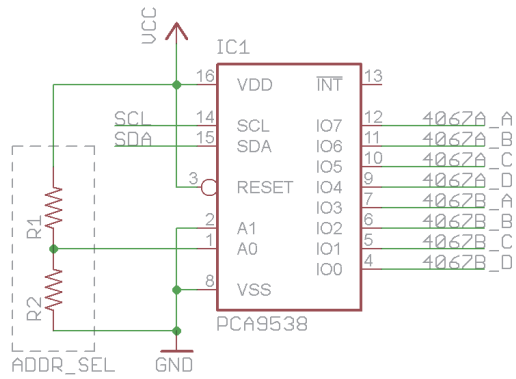 VCC
IC1
16 VDD INT 13
SCL 14 SCL IO7 12 4067A_A
SDA 15 SDA IO6 11 4067A_B
IO5 10 4067A_C
3 RESET IO4 9 4067A_D
IO3 7 4067B_A
2 A1 IO2 6 4067B_B
R1 1 A0 IO1 5 4067B_C
8 VSS IO0 4 4067B_D
R2
PCA9538
ADDR_SEL GND